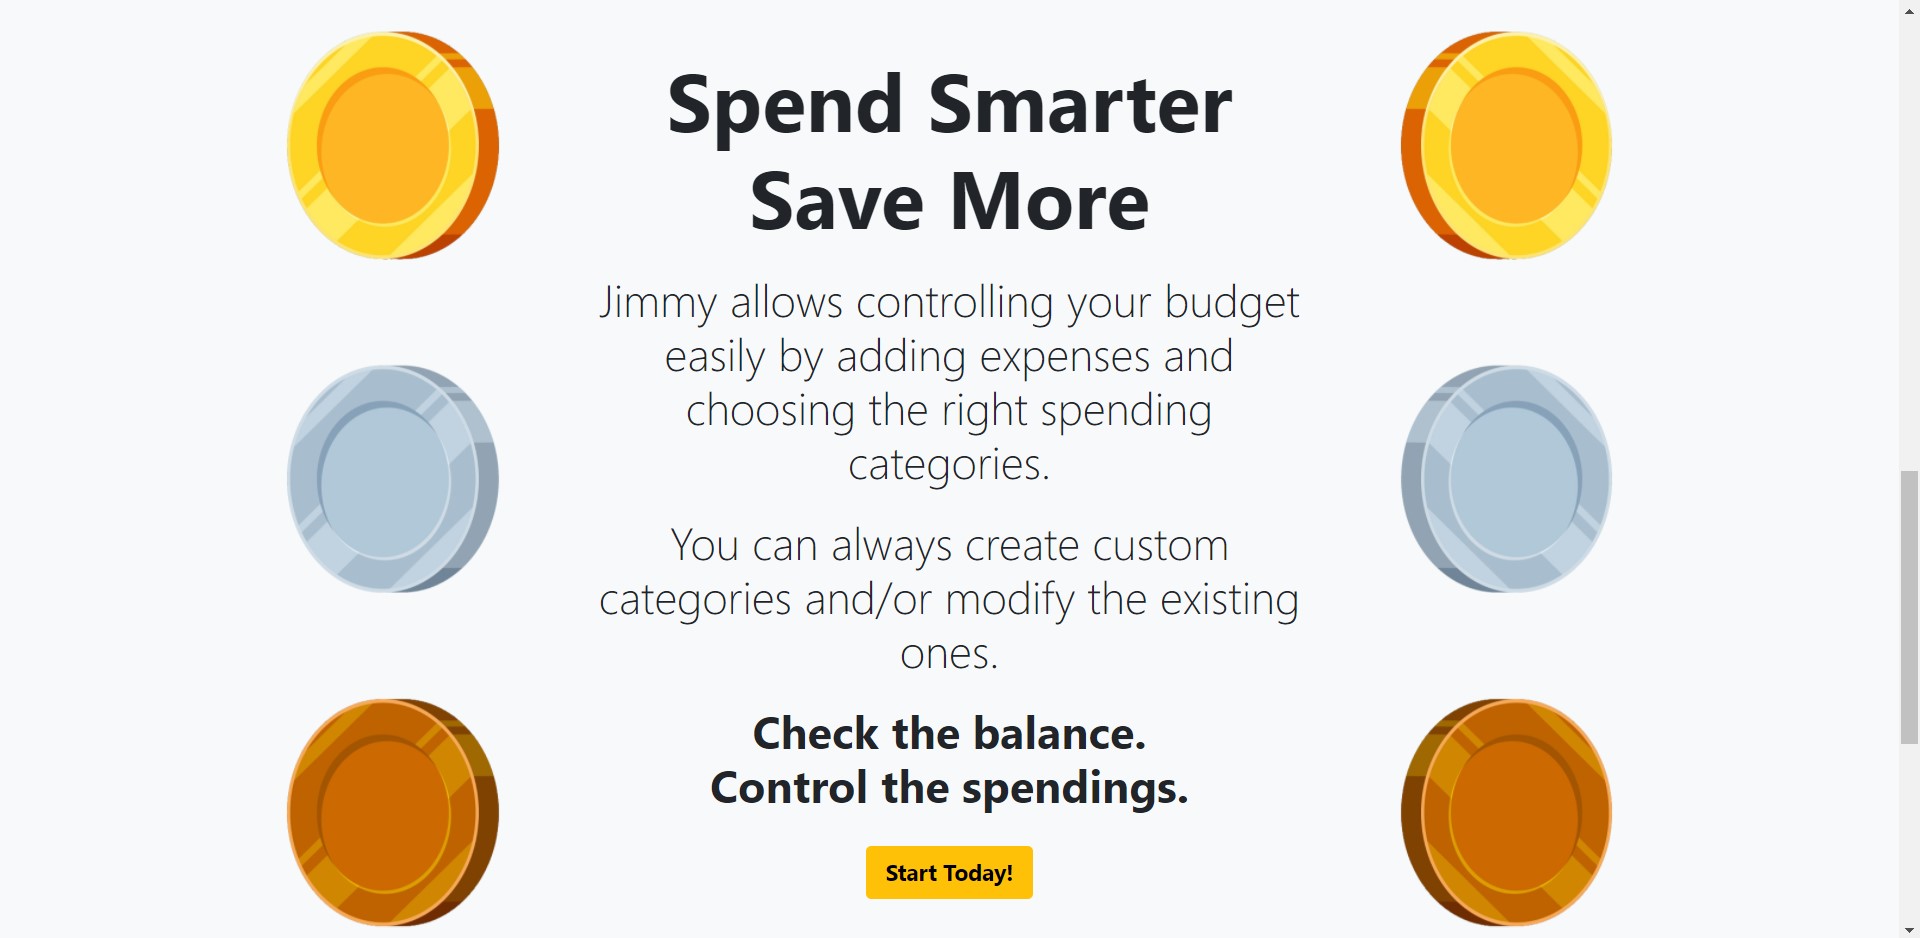 Spend Smarter
Save More
Jimmy allows controlling your budget
easily by adding expenses and
choosing the right spending
categories.
You can always create custom
categories and/or modify the existing
ones.
Check the balance.
Control the spendings.
Start Today!